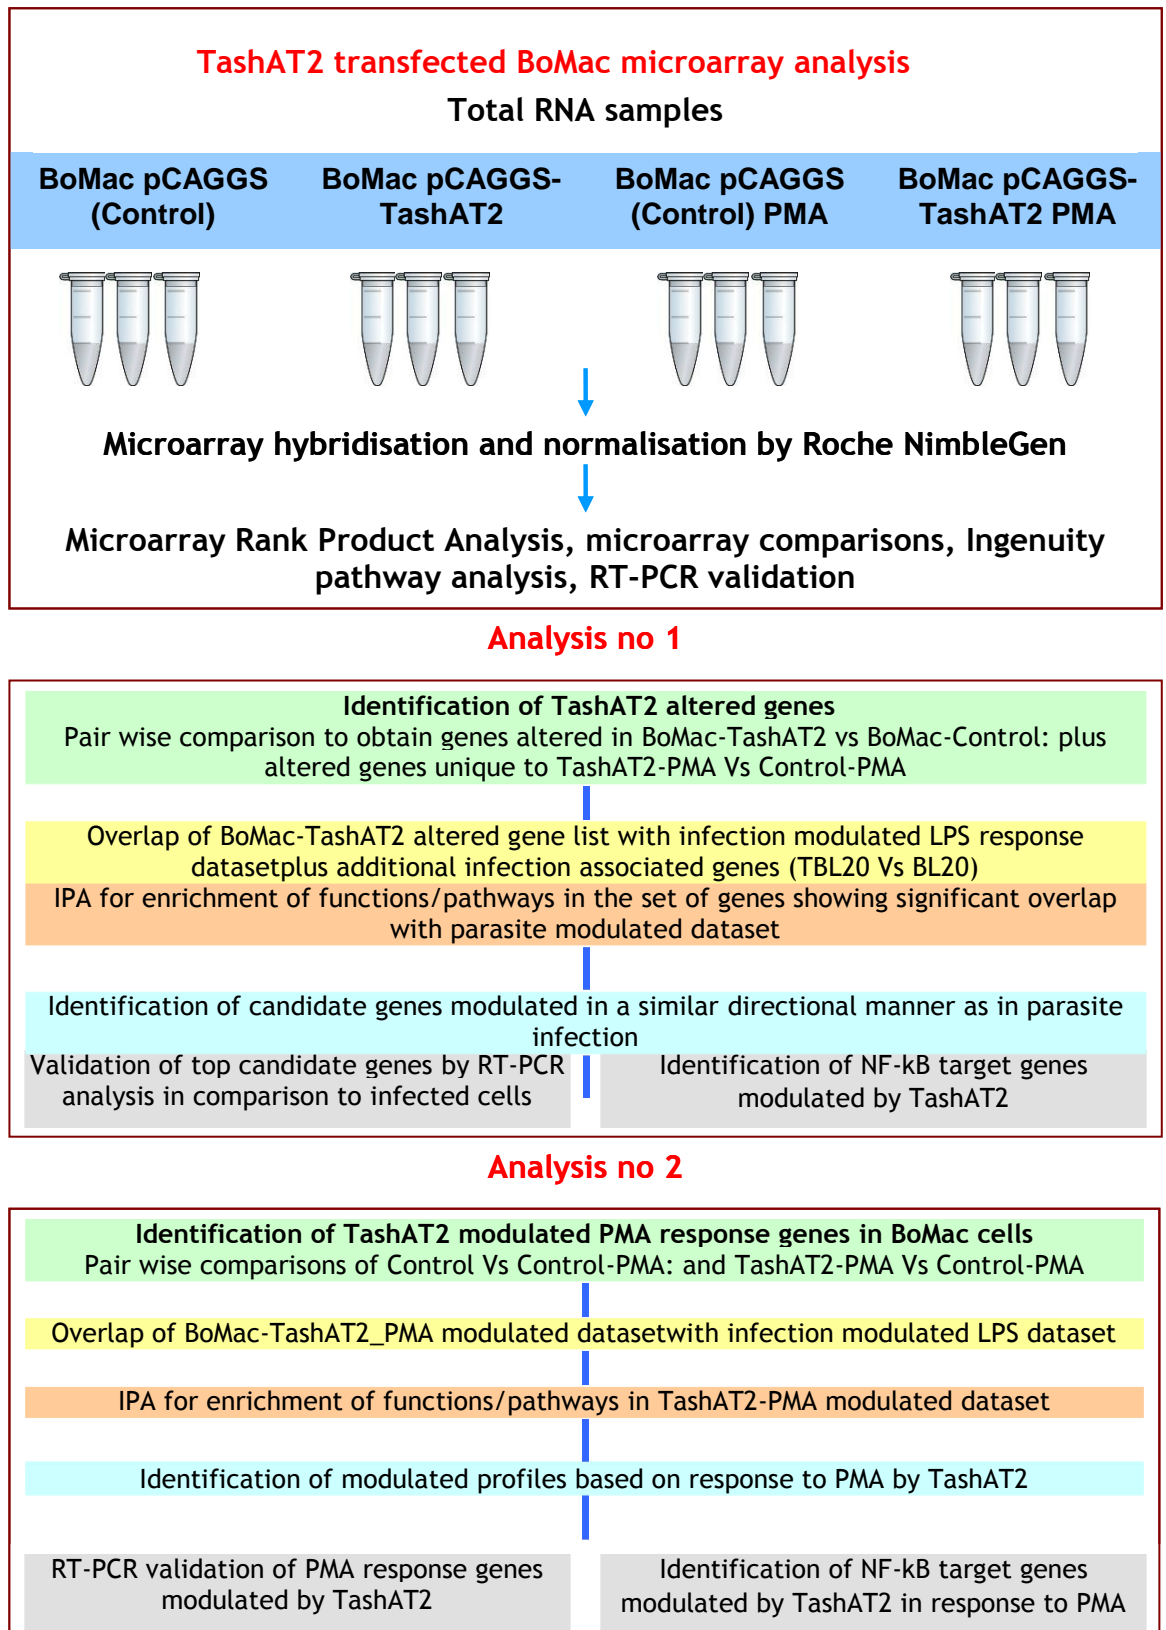 TashAT2 transfected BoMac microarray analysis
Total RNA samples
BoMac pCAGGS
(Control)
BoMac pCAGGS-
TashAT2
BoMac pCAGGS
(Control) PMA
BoMac pCAGGS-
TashAT2 PMA
Microarray hybridisation and normalisation by Roche NimbleGen
Microarray Rank Product Analysis, microarray comparisons, Ingenuity
pathway analysis, RT-PCR validation
Analysis no 1
Identification of TashAT2 altered genes
Pair wise comparison to obtain genes altered in BoMac-TashAT2 vs BoMac-Control: plus
altered genes unique to TashAT2-PMA Vs Control-PMA
Overlap of BoMac-TashAT2 altered gene list with infection modulated LPS response
datasetplus additional infection associated genes (TBL20 Vs BL20)
IPA for enrichment of functions/pathways in the set of genes showing significant overlap
with parasite modulated dataset
Identification of candidate genes modulated in a similar directional manner as in parasite
infection
Validation of top candidate genes by RT-PCR
analysis in comparison to infected cells
Identification of NF-kB target genes
modulated by TashAT2
Analysis no 2
Identification of TashAT2 modulated PMA response genes in BoMac cells
Pair wise comparisons of Control Vs Control-PMA: and TashAT2-PMA Vs Control-PMA
Overlap of BoMac-TashAT2_PMA modulated datasetwith infection modulated LPS dataset
IPA for enrichment of functions/pathways in TashAT2-PMA modulated dataset
Identification of modulated profiles based on response to PMA by TashAT2
RT-PCR validation of PMA response genes
modulated by TashAT2
Identification of NF-kB target genes
modulated by TashAT2 in response to PMA